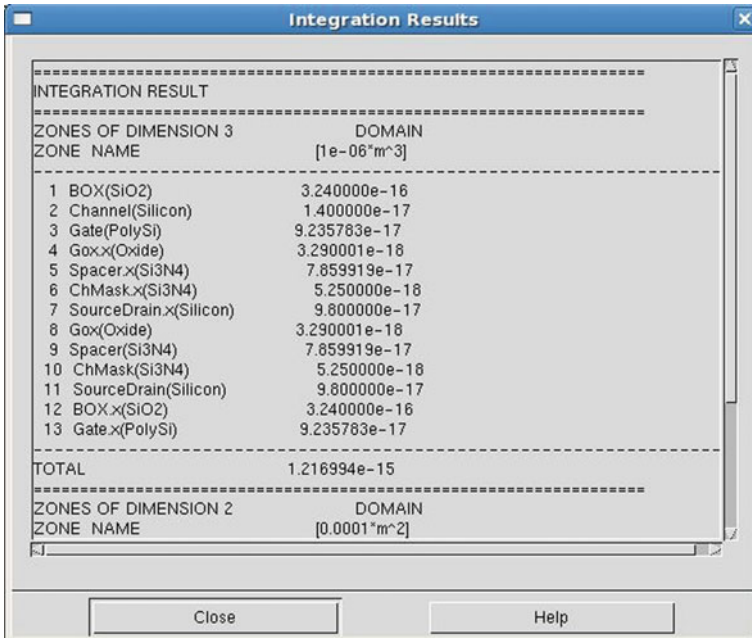 Integration Results
==========================================================
INTEGRATION RESULT
==========================================================
ZONES OF DIMENSION 3 DOMAIN
ZONE NAME [1e-06*m^3]
----------------------------------------------------------
1 BOX(SiO2) 3.240000e-16
2 Channel(Silicon) 1.400000e-17
3 Gate(PolySi) 9.235783e-17
4 Gox.x(Oxide) 3.290001e-18
5 Spacer.x(Si3N4) 7.859919e-17
6 ChMask.x(Si3N4) 5.250000e-18
7 SourceDrain.x(Silicon) 9.800000e-17
8 Gox(Oxide) 3.290001e-18
9 Spacer(Si3N4) 7.859919e-17
10 ChMask(Si3N4) 5.250000e-18
11 SourceDrain(Silicon) 9.800000e-17
12 BOX.x(SiO2) 3.240000e-16
13 Gate.x(PolySi) 9.235783e-17
----------------------------------------------------------
TOTAL 1.216994e-15
==========================================================
ZONES OF DIMENSION 2 DOMAIN
ZONE NAME [0.0001*m^2]
Close Help